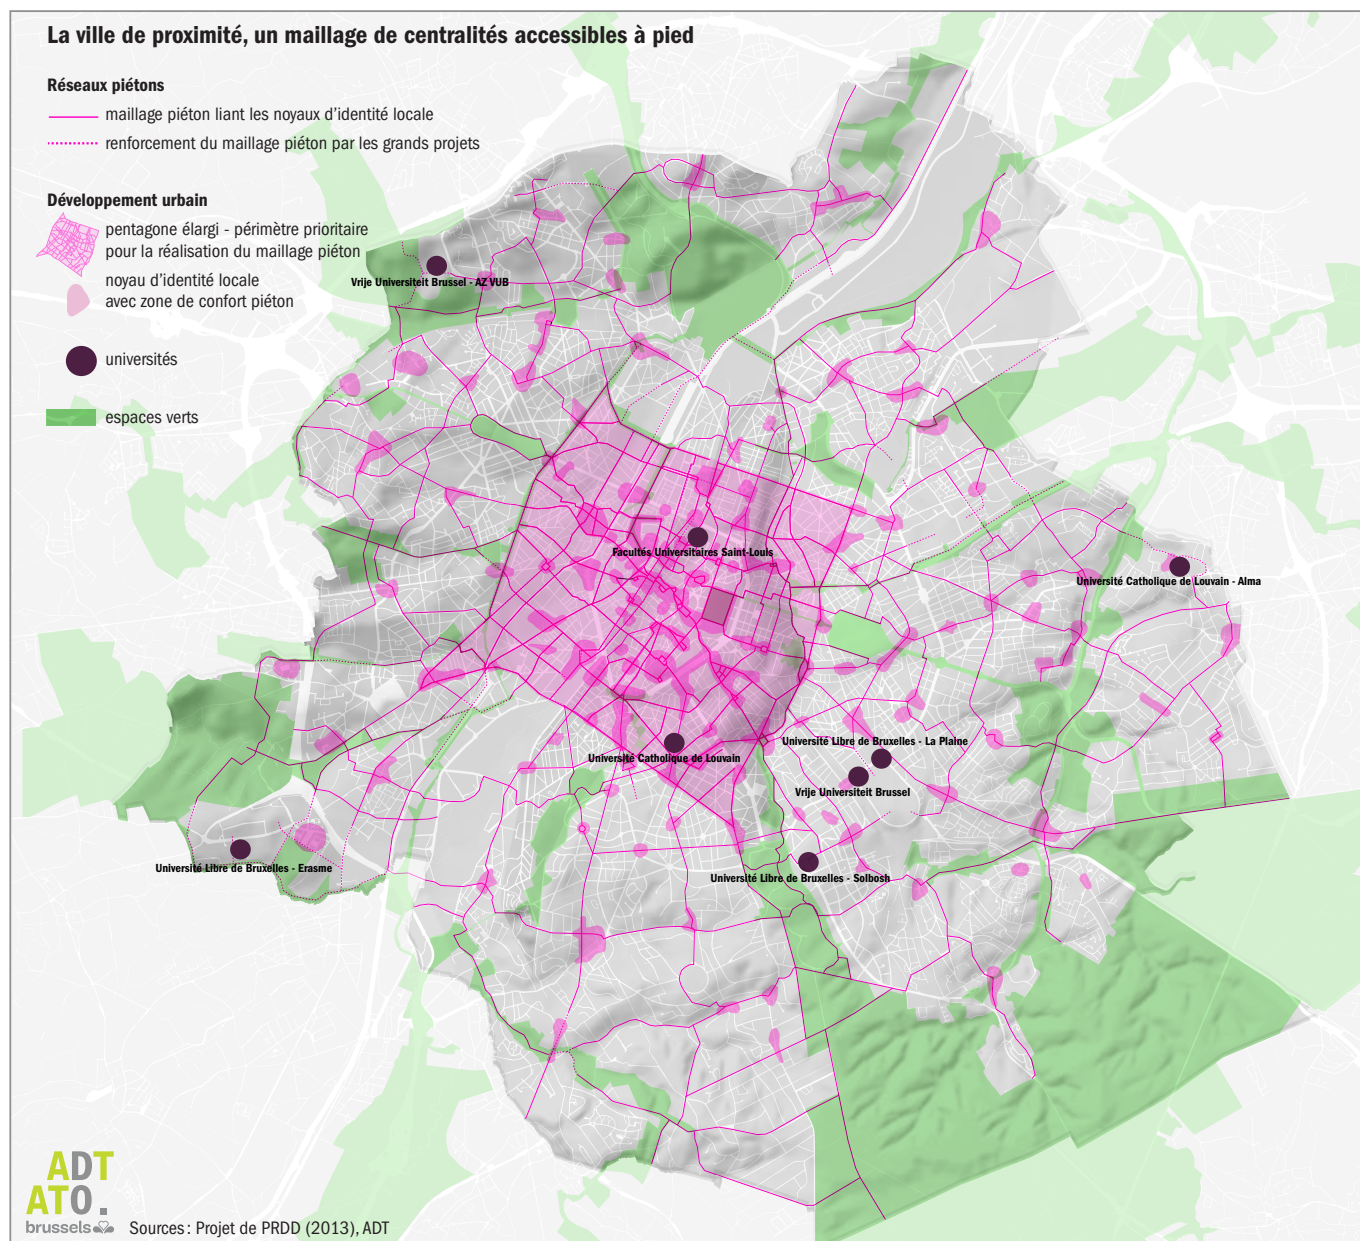 La ville de proximité, un maillage de centralités accessibles à pied
Réseaux piétons
maillage piéton liant les noyaux d'identité locale
renforcement du maillage piéton par les grands projets
Développement urbain
pentagone élargi - périmètre prioritaire
pour la réalisation du maillage piéton
noyau d'identité locale
avec zone de confort piéton
universités
espaces verts
Vrije Universiteit Brussel - AZ VUB
Facultés Universitaires Saint-Louis
Université Catholique de Louvain - Alma
Université Libre de Bruxelles - La Plaine
Université Catholique de Louvain
Vrije Universiteit Brussel
Université Libre de Bruxelles - Erasme
Université Libre de Bruxelles - Solbosh
ADT
ATO.
brussels
Sources : Projet de PRDD (2013), ADT